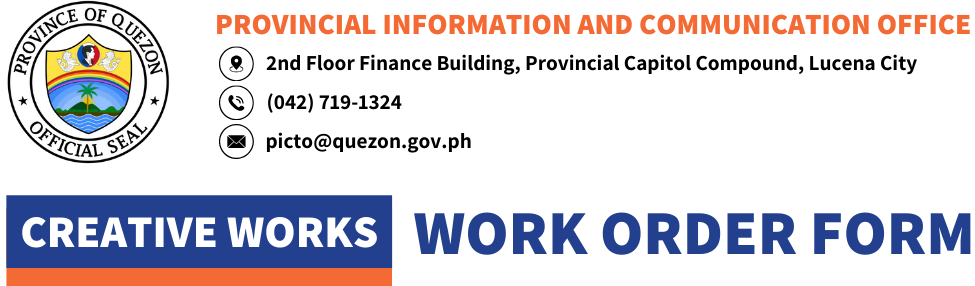 PROVINCE OF QUEZON
OFFICIAL SEAL
PROVINCIAL INFORMATION AND COMMUNICATION OFFICE
2nd Floor Finance Building, Provincial Capitol Compound, Lucena City
(042) 719-1324
picto@quezon.gov.ph
CREATIVE WORKS
WORK ORDER FORM